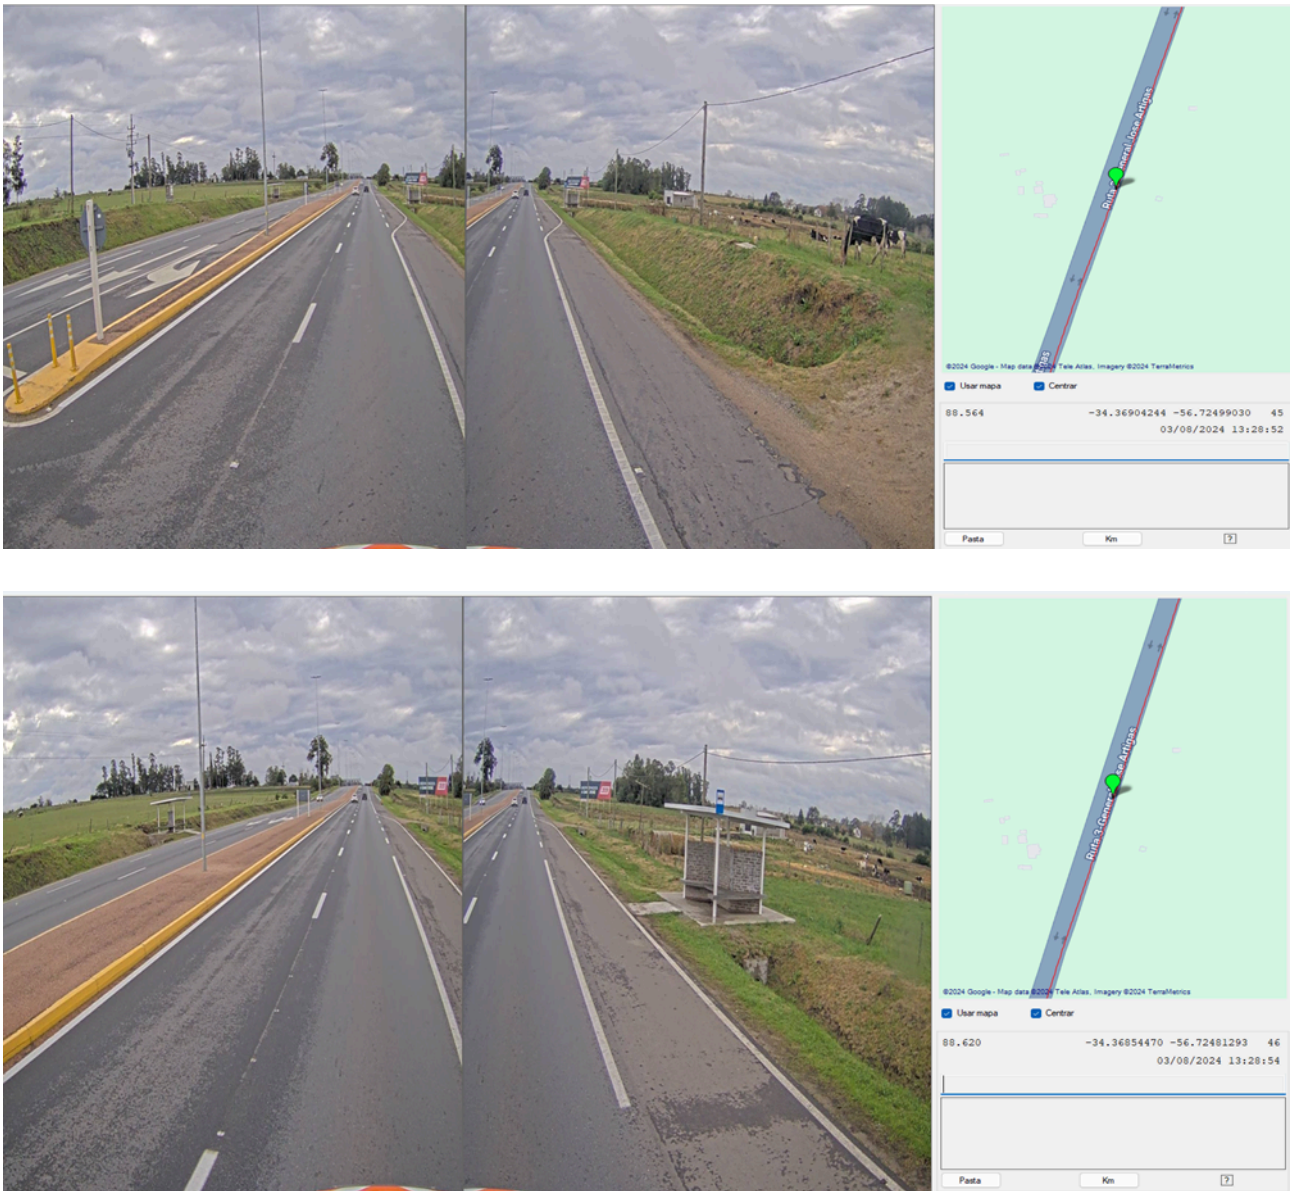 Ruta 3-General Jose Artigas
©2024 Google - Map data ©2024 Tele Atlas, Imagery ©2024 TerraMetrics
Usar mapa Centrar
88.564 -34.36904244 -56.72499030 45
03/08/2024 13:28:52
Pasta Km ?
Ruta 3-General Jose Artigas
©2024 Google - Map data ©2024 Tele Atlas, Imagery ©2024 TerraMetrics
Usar mapa Centrar
88.620 -34.36854470 -56.72481293 46
03/08/2024 13:28:54
Pasta Km ?